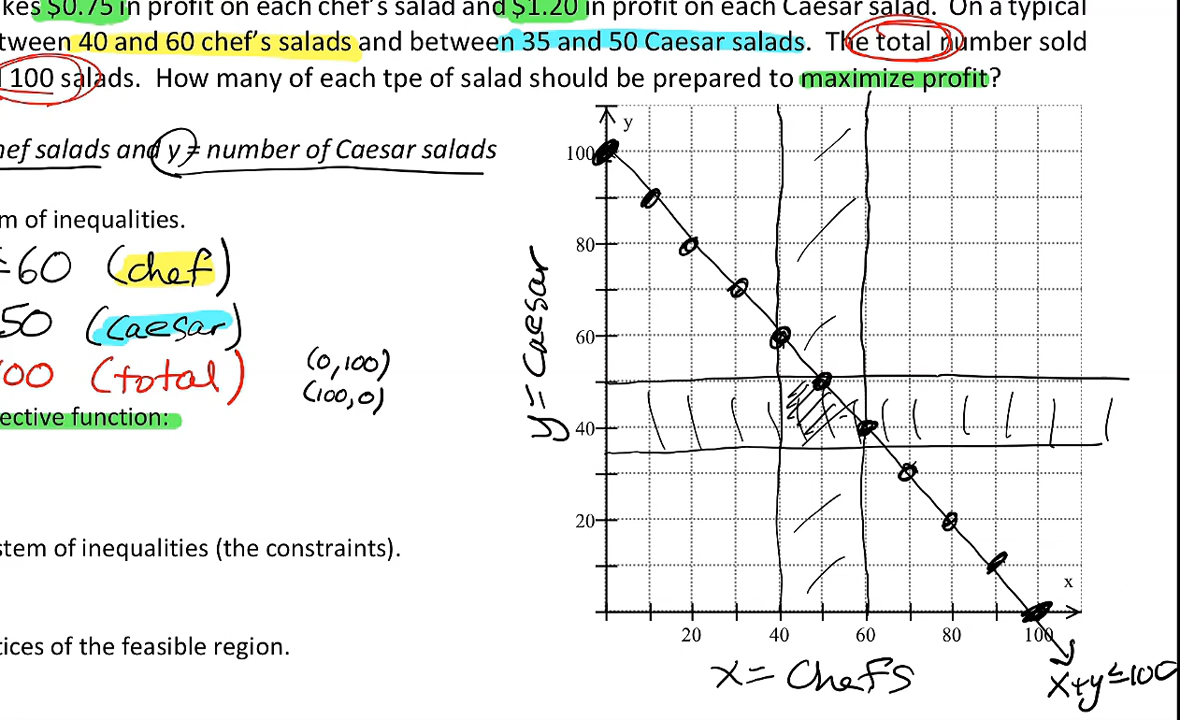 kes $0.75 in profit on each chef's salad and $1.20 in profit on each Caesar salad. On a typical
tween 40 and 60 chef's salads and between 35 and 50 Caesar salads. The total number sold
100 salads. How many of each tpe of salad should be prepared to maximize profit?
hef salads and y = number of Caesar salads
m of inequalities.
≤60 (chef)
50 (Caesar)
00 (total)
(0,100)
(100,0)
ective function:
stem of inequalities (the constraints).
tices of the feasible region.
y
100
80
60
40
20
y = Caesar
x
20 40 60 80 100
x = Chefs
x+y≤100